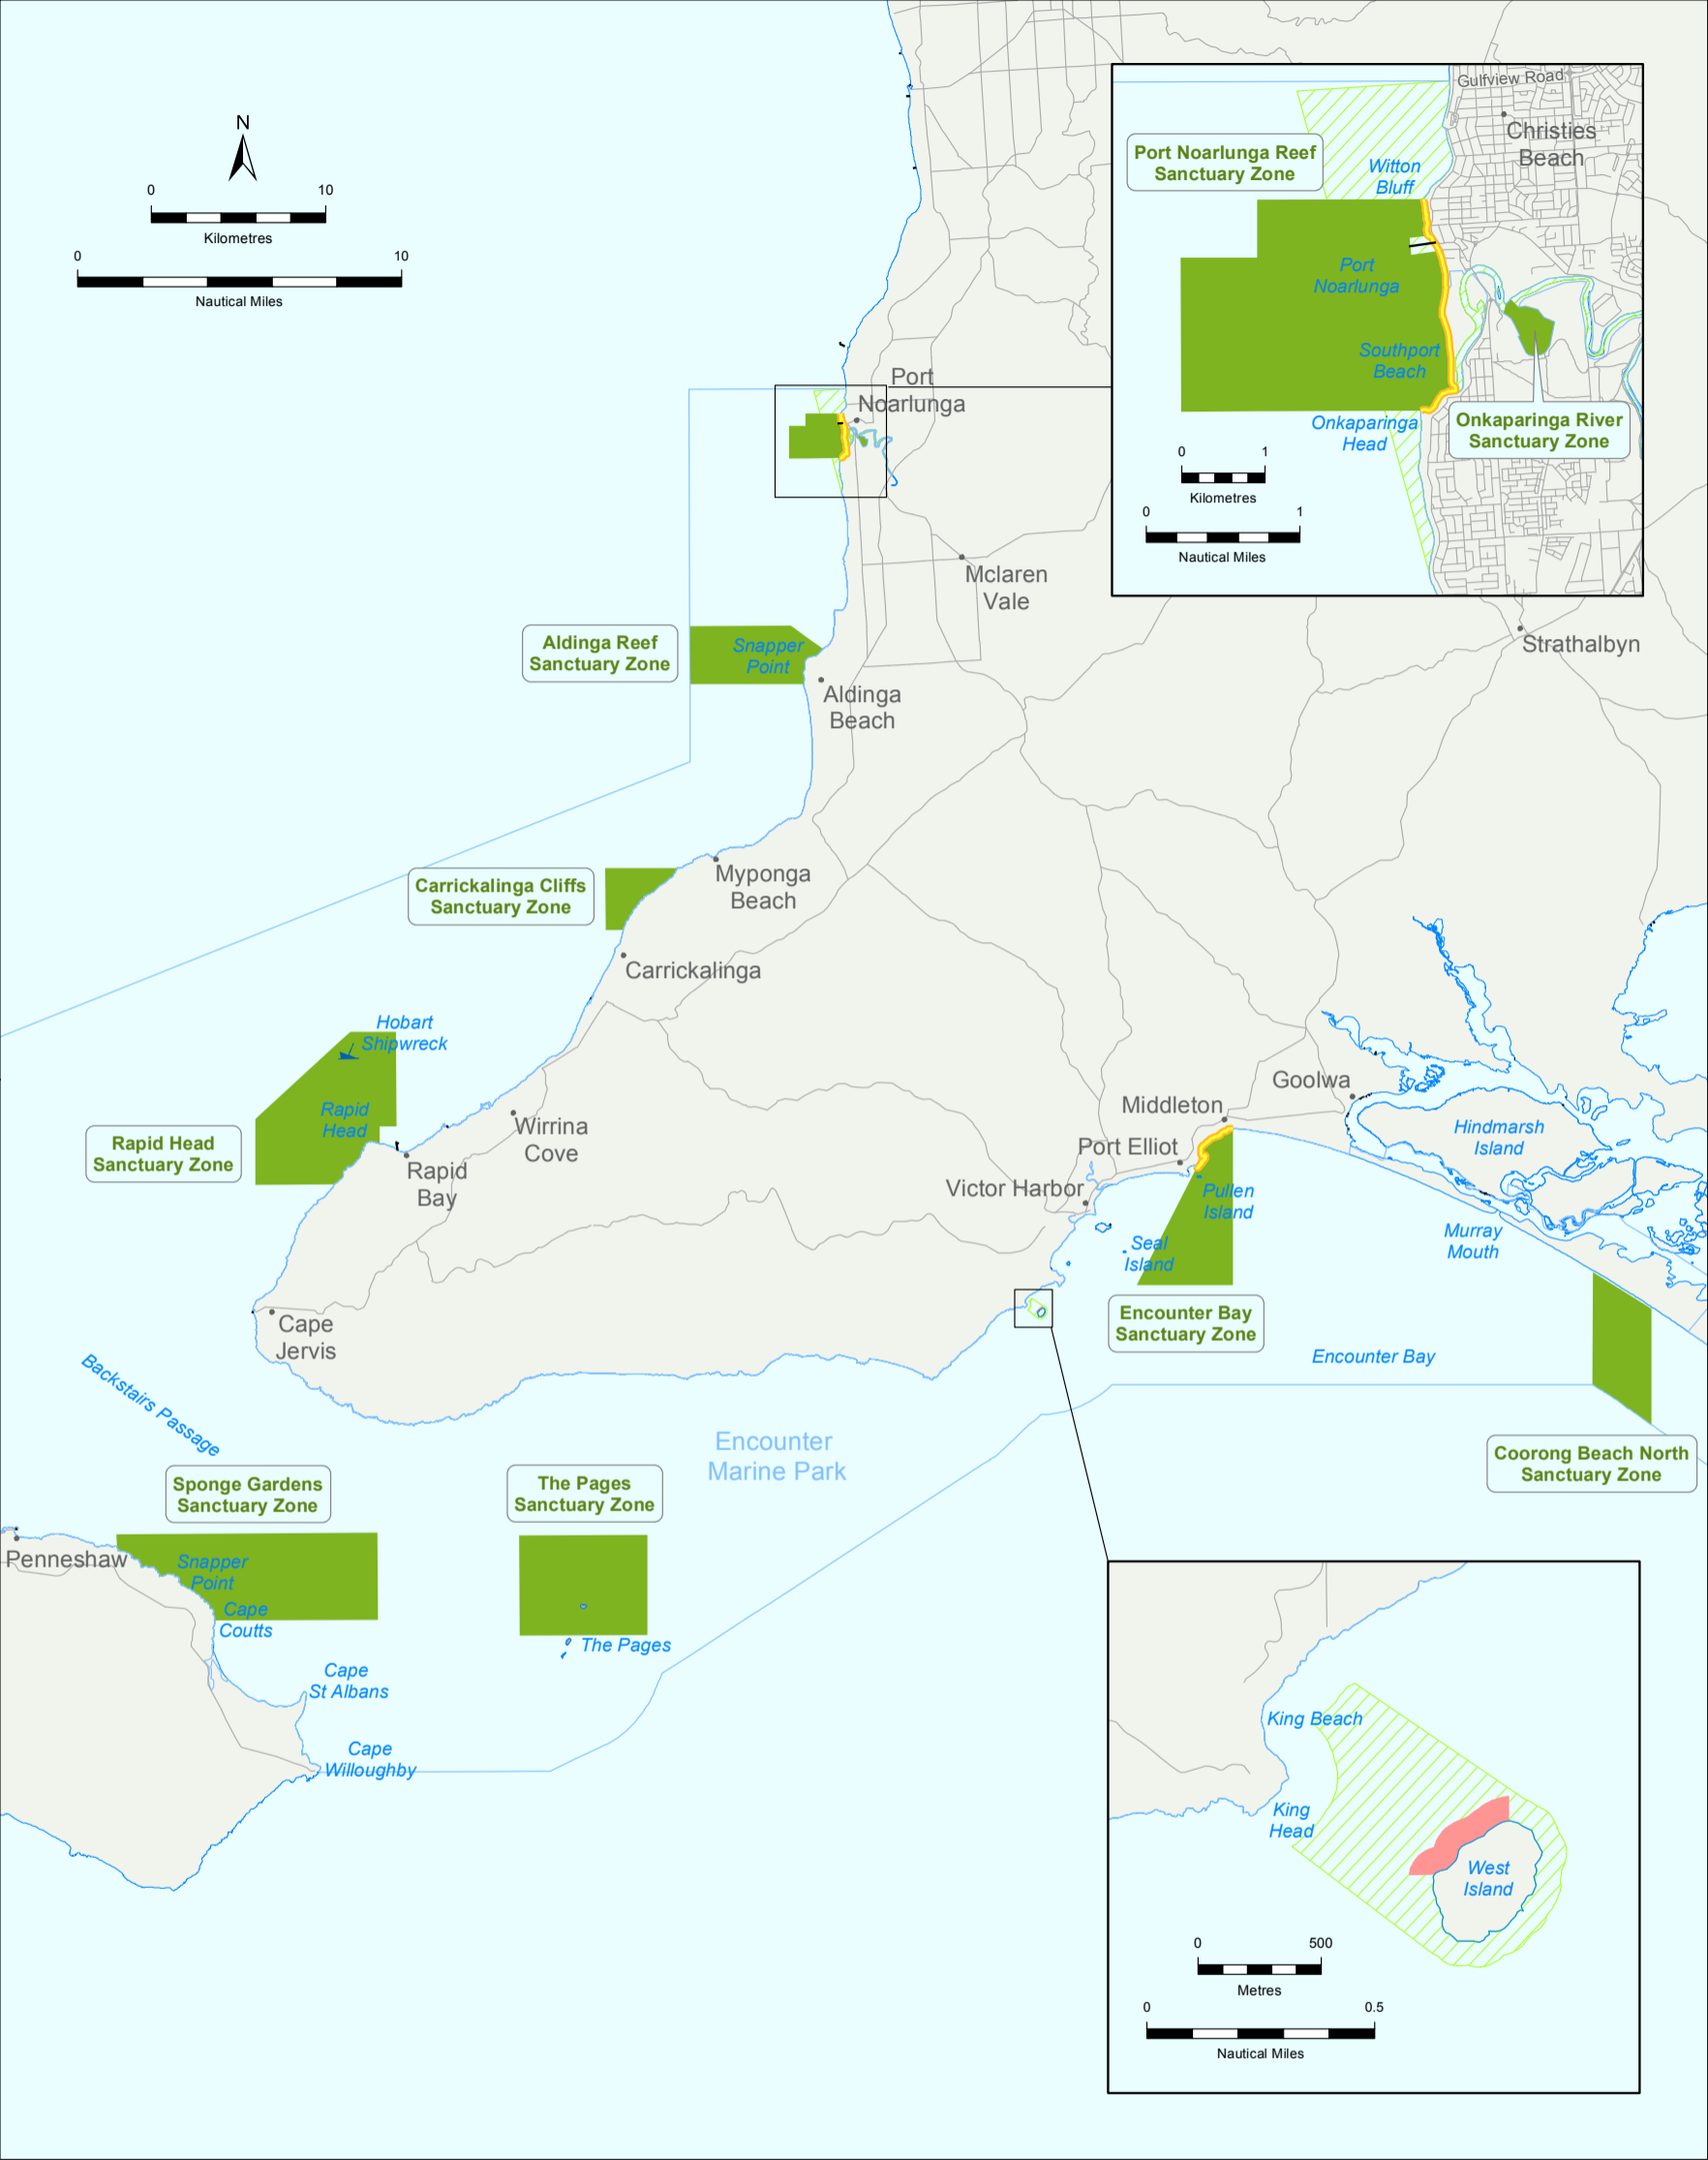 N
0 10
Kilometres
0 10
Nautical Miles
Gulfview Road
Christies
Beach
Port Noarlunga Reef
Sanctuary Zone
Witton
Bluff
Port
Noarlunga
Southport
Beach
Onkaparinga
Head
Onkaparinga River
Sanctuary Zone
0 1
Kilometres
0 1
Nautical Miles
Port
Noarlunga
Mclaren
Vale
Strathalbyn
Aldinga Reef
Sanctuary Zone
Snapper
Point
Aldinga
Beach
Carrickalinga Cliffs
Sanctuary Zone
Myponga
Beach
Carrickalinga
Hobart
Shipwreck
Rapid
Head
Rapid Head
Sanctuary Zone
Rapid
Bay
Wirrina
Cove
Goolwa
Middleton
Port Elliot
Victor Harbor
Hindmarsh
Island
Pullen
Island
Seal
Island
Murray
Mouth
Encounter Bay
Sanctuary Zone
Encounter Bay
Cape
Jervis
Backstairs Passage
Encounter
Marine Park
Coorong Beach North
Sanctuary Zone
Sponge Gardens
Sanctuary Zone
The Pages
Sanctuary Zone
Penneshaw
Snapper
Point
Cape
Coutts
The Pages
Cape
St Albans
Cape
Willoughby
King Beach
King
Head
West
Island
0 500
Metres
0 0.5
Nautical Miles